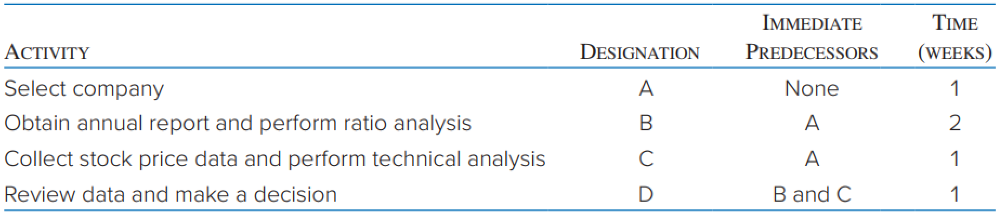 IMMEDIATE TIME
ACTIVITY DESIGNATION PREDECESSORS (WEEKS)
Select company A None 1
Obtain annual report and perform ratio analysis B A 2
Collect stock price data and perform technical analysis C A 1
Review data and make a decision D B and C 1